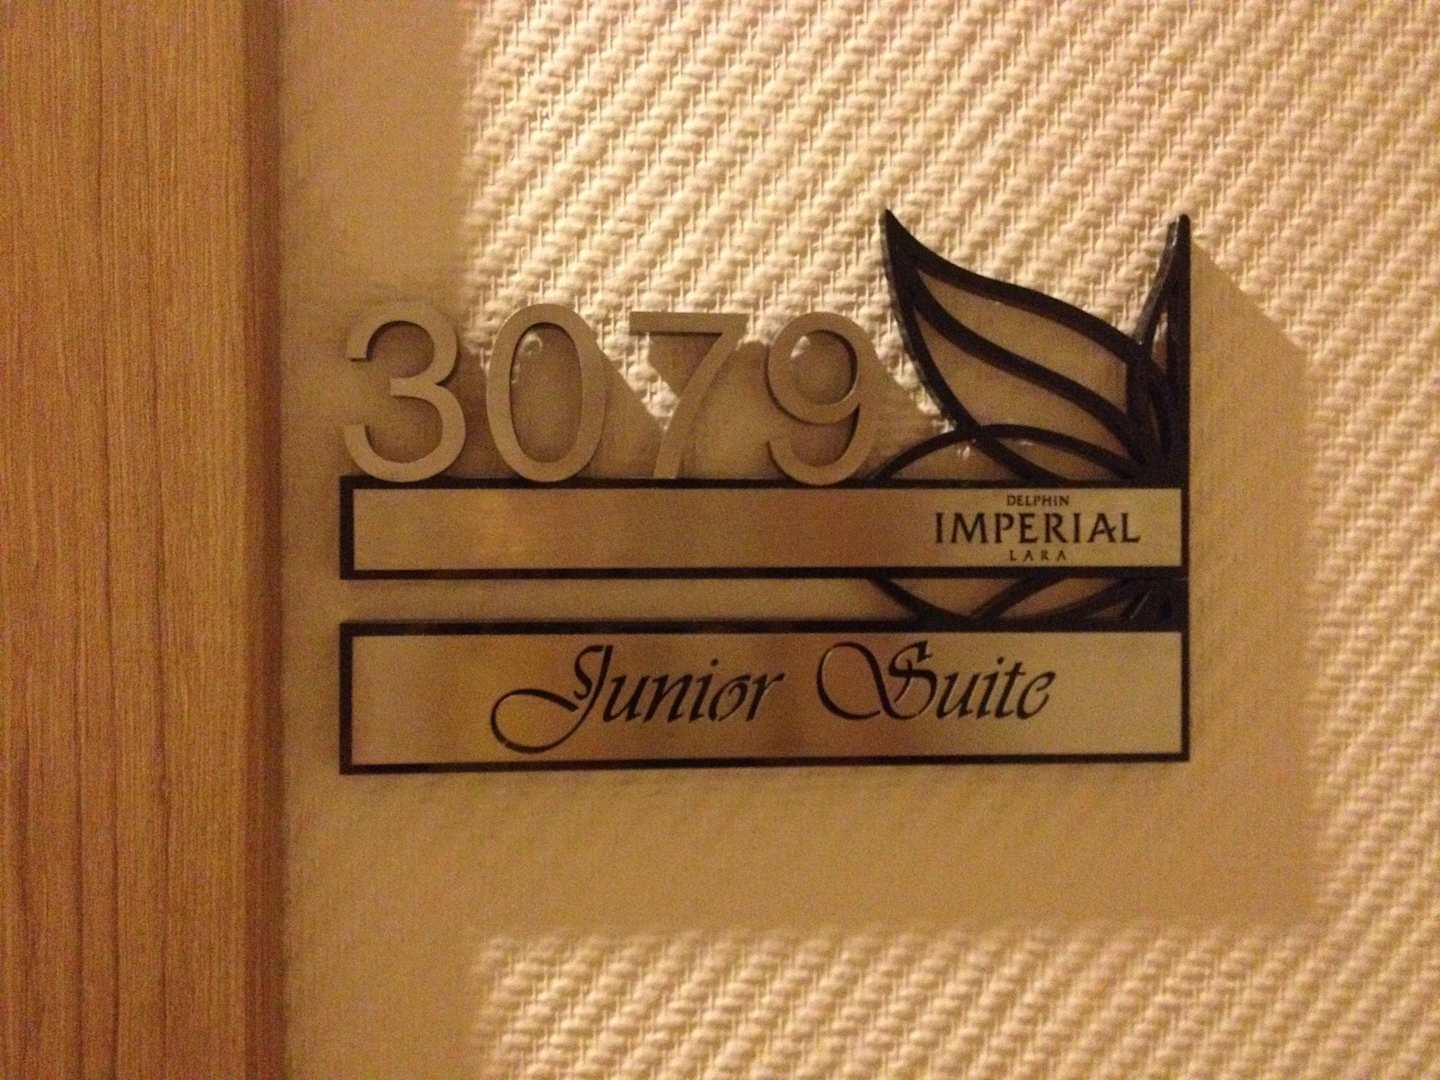 3079
DELPHIN
IMPERIAL
LARA
Junior Suite